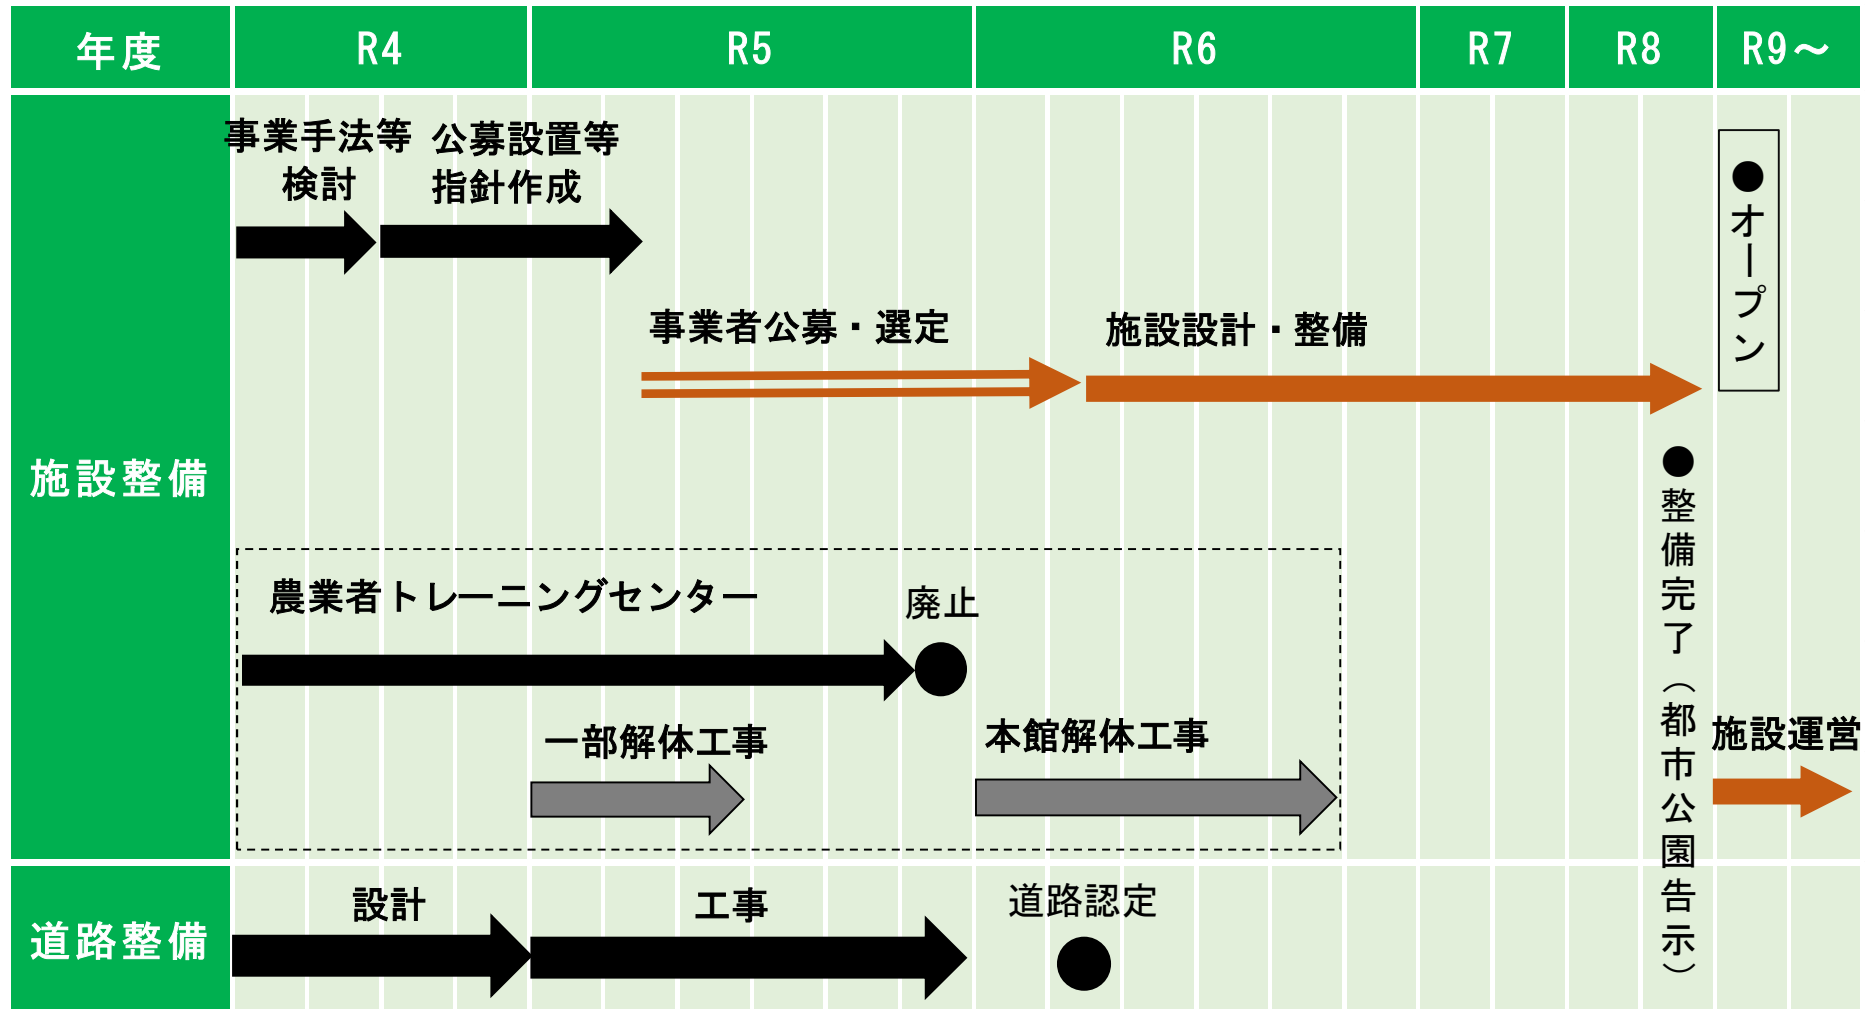 年度 R4 R5 R6 R7 R8 R9～
施設整備
事業手法等
検討
公募設置等
指針作成
事業者公募・選定
施設設計・整備
●オープン
●整備完了（都市公園告示）
農業者トレーニングセンター
廃止
一部解体工事
本館解体工事
施設運営
道路整備
設計
工事
道路認定